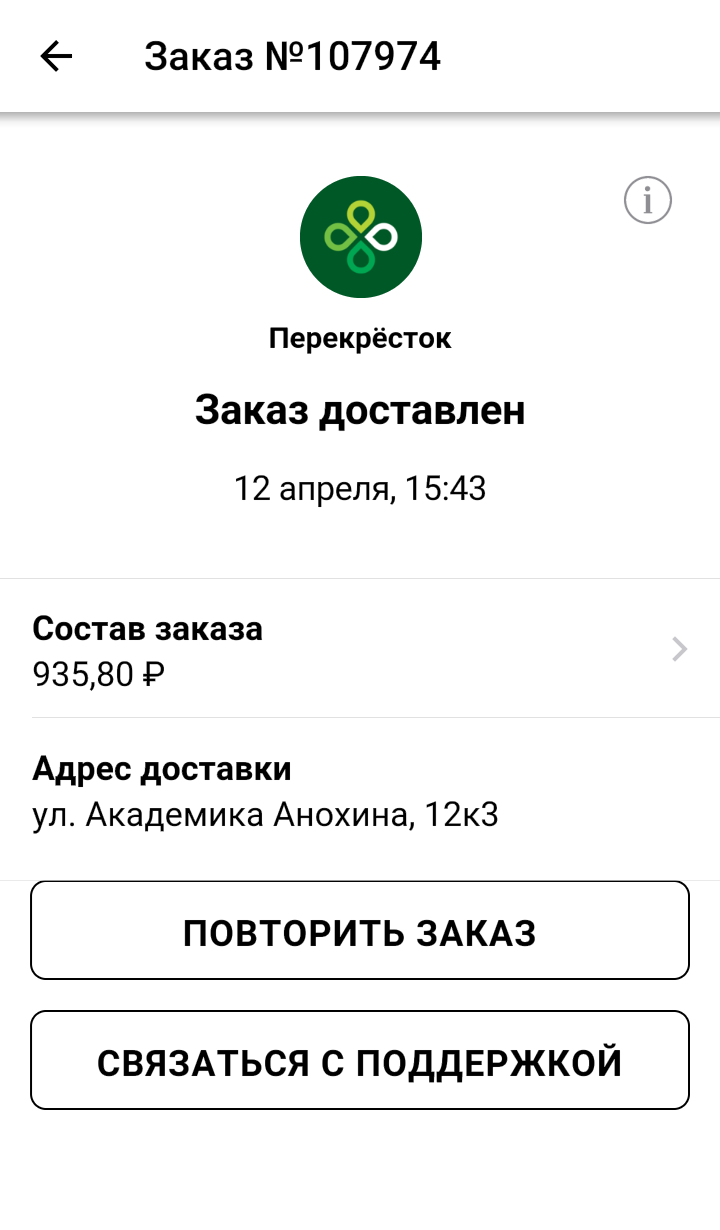 Заказ №107974
i
Перекрёсток
Заказ доставлен
12 апреля, 15:43
Состав заказа
935,80 ₽
Адрес доставки
ул. Академика Анохина, 12к3
ПОВТОРИТЬ ЗАКАЗ
СВЯЗАТЬСЯ С ПОДДЕРЖКОЙ